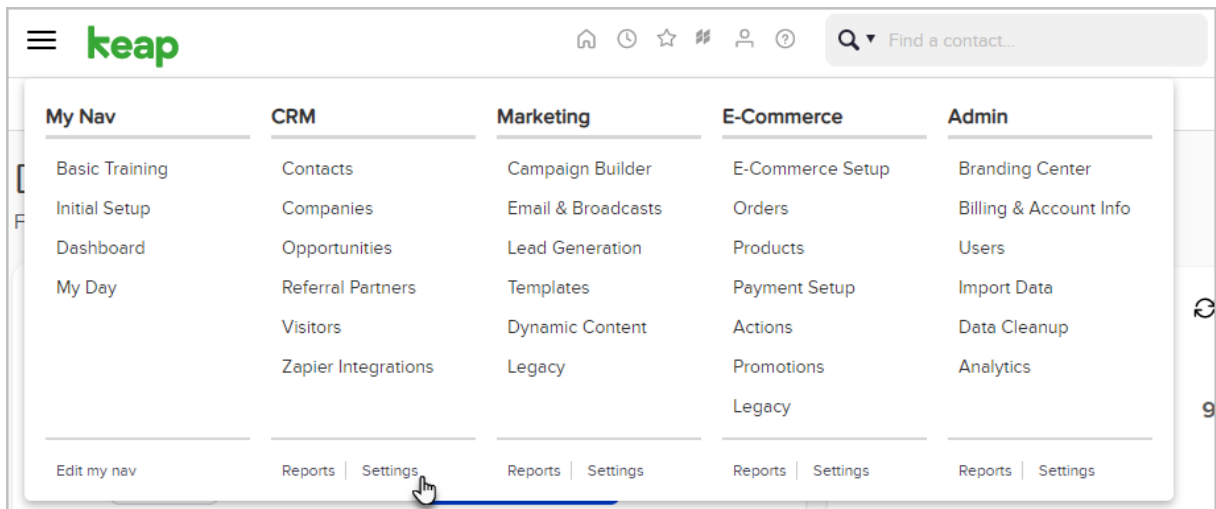 keap
Find a contact...
My Nav
Basic Training
Initial Setup
Dashboard
My Day
Edit my nav
CRM
Contacts
Companies
Opportunities
Referral Partners
Visitors
Zapier Integrations
Reports | Settings
Marketing
Campaign Builder
Email & Broadcasts
Lead Generation
Templates
Dynamic Content
Legacy
Reports | Settings
E-Commerce
E-Commerce Setup
Orders
Products
Payment Setup
Actions
Promotions
Legacy
Reports | Settings
Admin
Branding Center
Billing & Account Info
Users
Import Data
Data Cleanup
Analytics
Reports | Settings
9